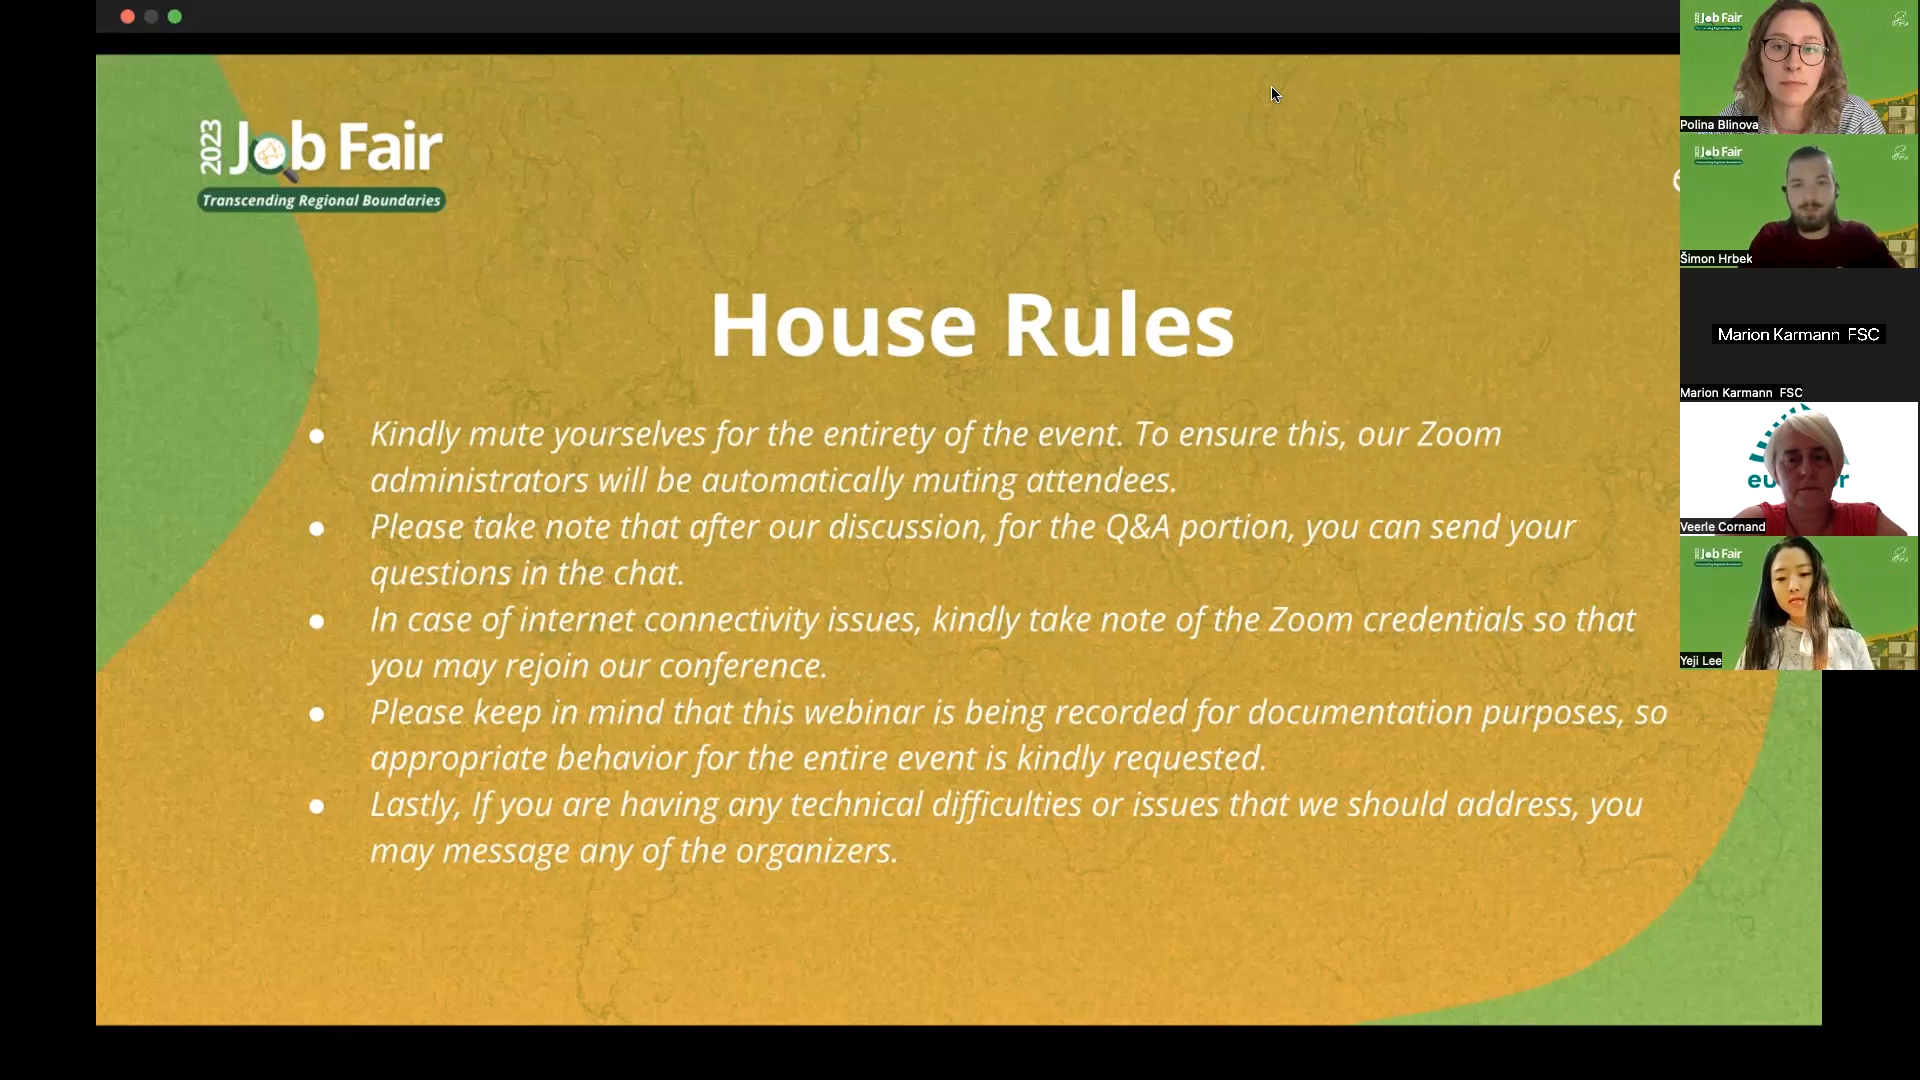 2023 Job Fair
Transcending Regional Boundaries
House Rules
● Kindly mute yourselves for the entirety of the event. To ensure this, our Zoom
administrators will be automatically muting attendees.
● Please take note that after our discussion, for the Q&A portion, you can send your
questions in the chat.
● In case of internet connectivity issues, kindly take note of the Zoom credentials so that
you may rejoin our conference.
● Please keep in mind that this webinar is being recorded for documentation purposes, so
appropriate behavior for the entire event is kindly requested.
● Lastly, If you are having any technical difficulties or issues that we should address, you
may message any of the organizers.
Job Fair
Polina Blinova
Job Fair
Šimon Hrbek
Marion Karmann FSC
Marion Karmann FSC
Veerle Cornand
Job Fair
Yeji Lee